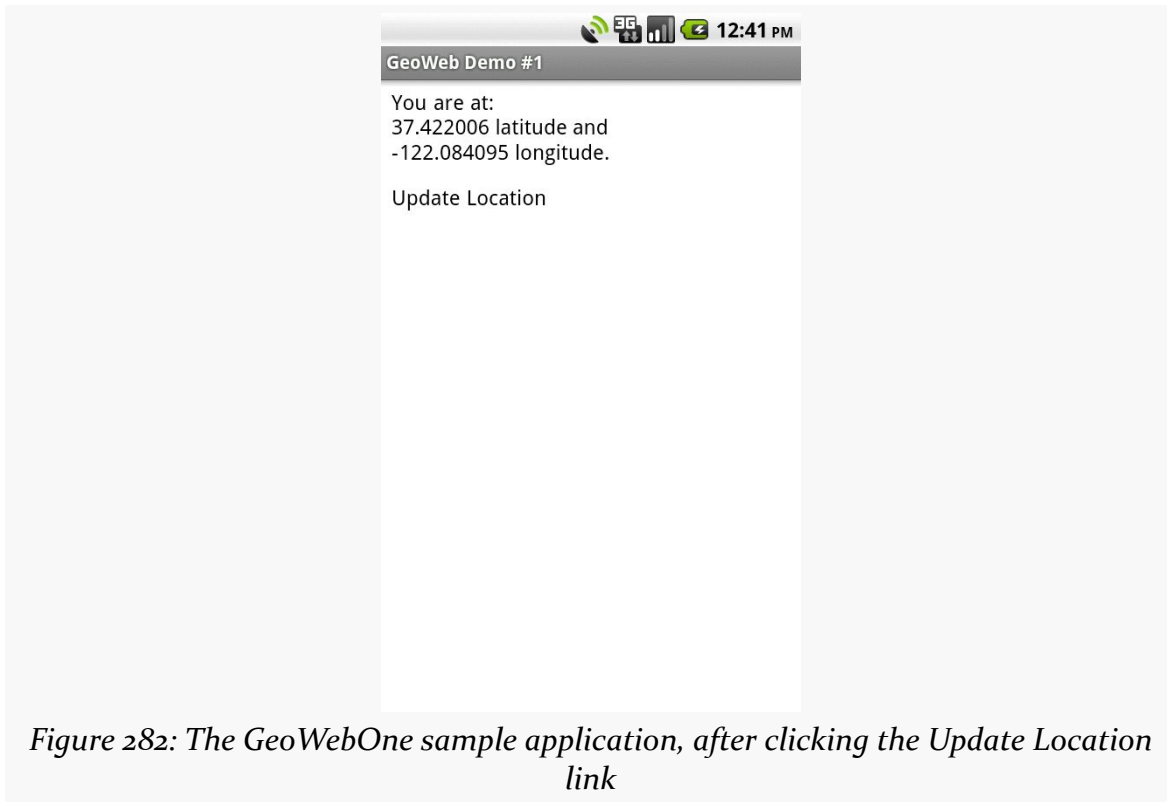 3G
12:41 PM
GeoWeb Demo #1
You are at:
37.422006 latitude and
-122.084095 longitude.
Update Location
Figure 282: The GeoWebOne sample application, after clicking the Update Location
link